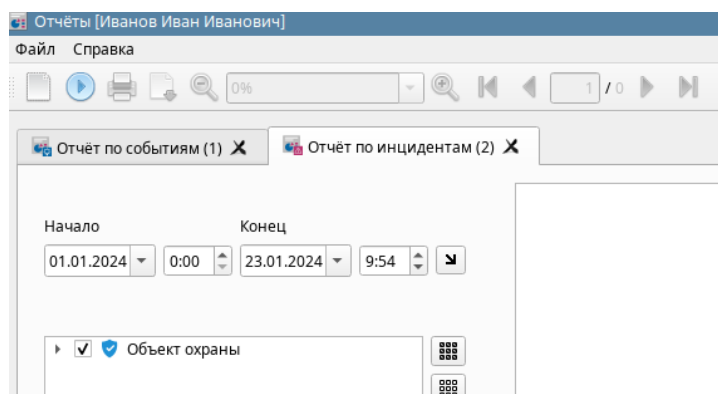 Отчёты [Иванов Иван Иванович]
Файл Справка
0% 1 / 0
Отчёт по событиям (1) Отчёт по инцидентам (2)
Начало Конец
01.01.2024 0:00 23.01.2024 9:54
Объект охраны